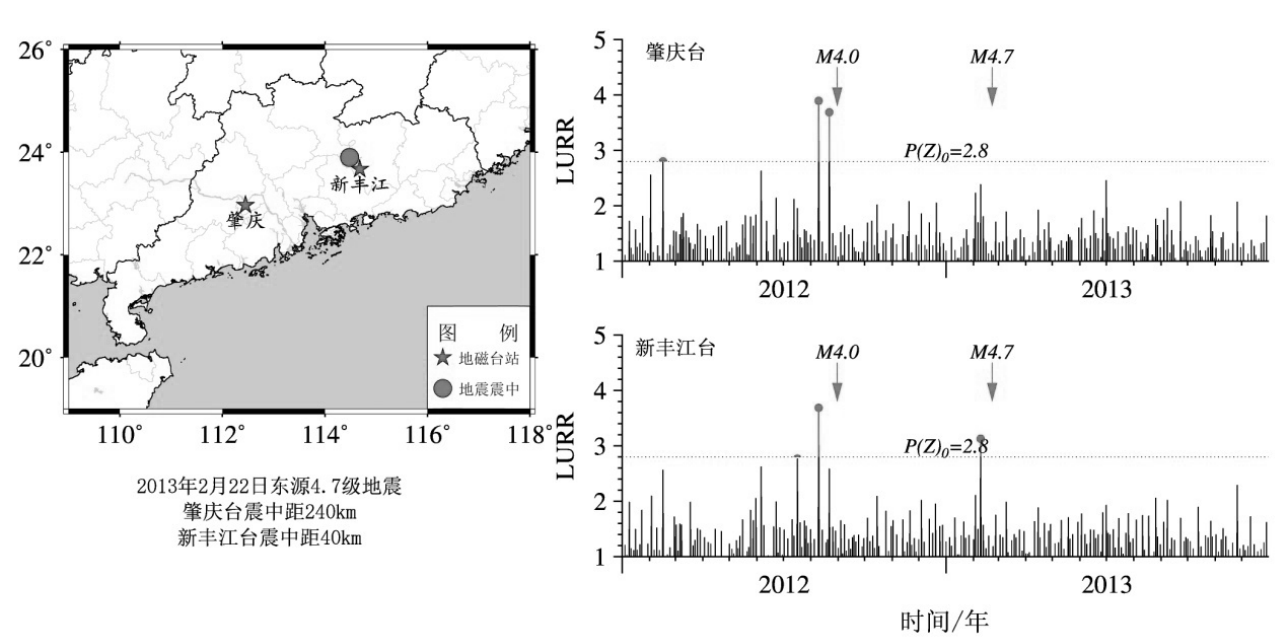 26°
24°
22°
20°
110°
112°
114°
116°
118°
新丰江
肇庆
图 例
地磁台站
地震震中
2013年2月22日东源4.7级地震
肇庆台震中距240km
新丰江台震中距40km
5
4
3
2
1
LURR
肇庆台
M4.0
M4.7
P(Z)₀=2.8
2012
2013
5
4
3
2
1
LURR
新丰江台
M4.0
M4.7
P(Z)₀=2.8
2012
2013
时间/年